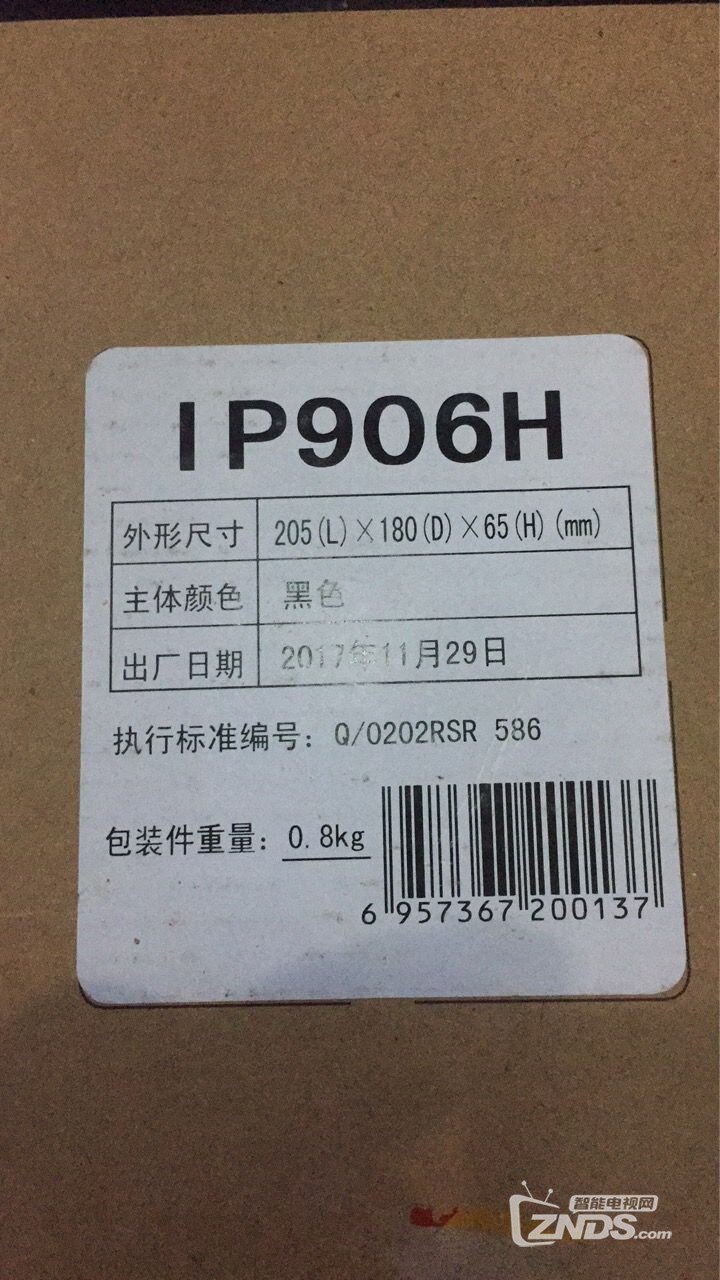 IP906H
外形尺寸 205(L)×180(D)×65(H)(mm)
主体颜色 黑色
出厂日期 2017年11月29日
执行标准编号：Q/0202RSR 586
包装件重量：0.8kg
6 957367 200137
智能电视网
ZNDS.com